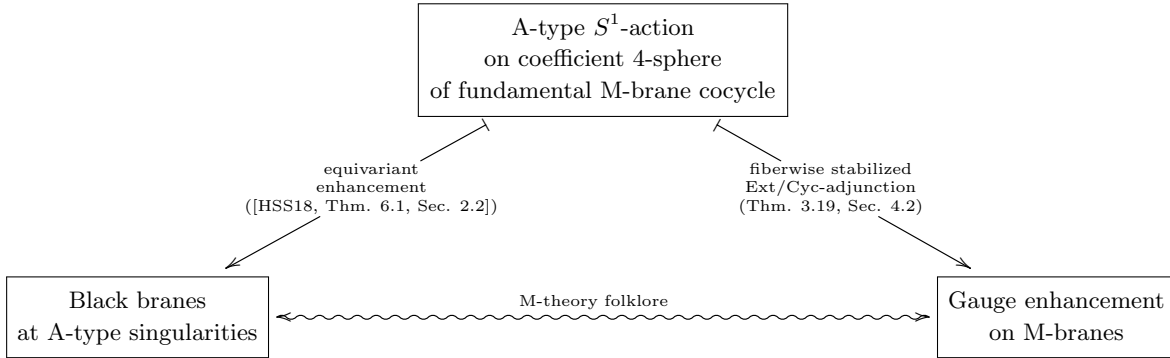 A-type S¹-action
on coefficient 4-sphere
of fundamental M-brane cocycle
equivariant
enhancement
([HSS18, Thm. 6.1, Sec. 2.2])
fiberwise stabilized
Ext/Cyc-adjunction
(Thm. 3.19, Sec. 4.2)
Black branes
at A-type singularities
M-theory folklore
Gauge enhancement
on M-branes